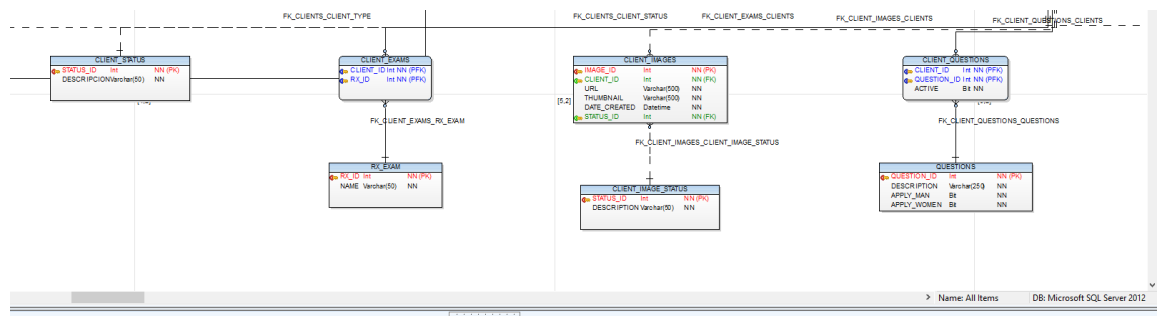 FK_CLIENTS_CLIENT_TYPE
FK_CLIENTS_CLIENT_STATUS
FK_CLIENT_EXAMS_CLIENTS
FK_CLIENT_IMAGES_CLIENTS
FK_CLIENT_QUESTIONS_CLIENTS
CLIENT_STATUS
STATUS_ID Int NN (PK)
DESCRIPCION Varchar(50) NN
CLIENT_EXAMS
CLIENT_ID Int NN (PFK)
RX_ID Int NN (PFK)
CLIENT_IMAGES
IMAGE_ID Int NN (PK)
CLIENT_ID Int NN (FK)
URL Varchar(500) NN
THUMBNAIL Varchar(500) NN
DATE_CREATED Datetime NN
STATUS_ID Int NN (FK)
CLIENT_QUESTIONS
CLIENT_ID Int NN (PFK)
QUESTION_ID Int NN (PFK)
ACTIVE Bit NN
[5,2]
FK_CLIENT_EXAMS_RX_EXAM
FK_CLIENT_IMAGES_CLIENT_IMAGE_STATUS
FK_CLIENT_QUESTIONS_QUESTIONS
RX_EXAM
RX_ID Int NN (PK)
NAME Varchar(50) NN
CLIENT_IMAGE_STATUS
STATUS_ID Int NN (PK)
DESCRIPTION Varchar(50) NN
QUESTIONS
QUESTION_ID Int NN (PK)
DESCRIPTION Varchar(250) NN
APPLY_MAN Bit NN
APPLY_WOMEN Bit NN
Name: All Items
DB: Microsoft SQL Server 2012